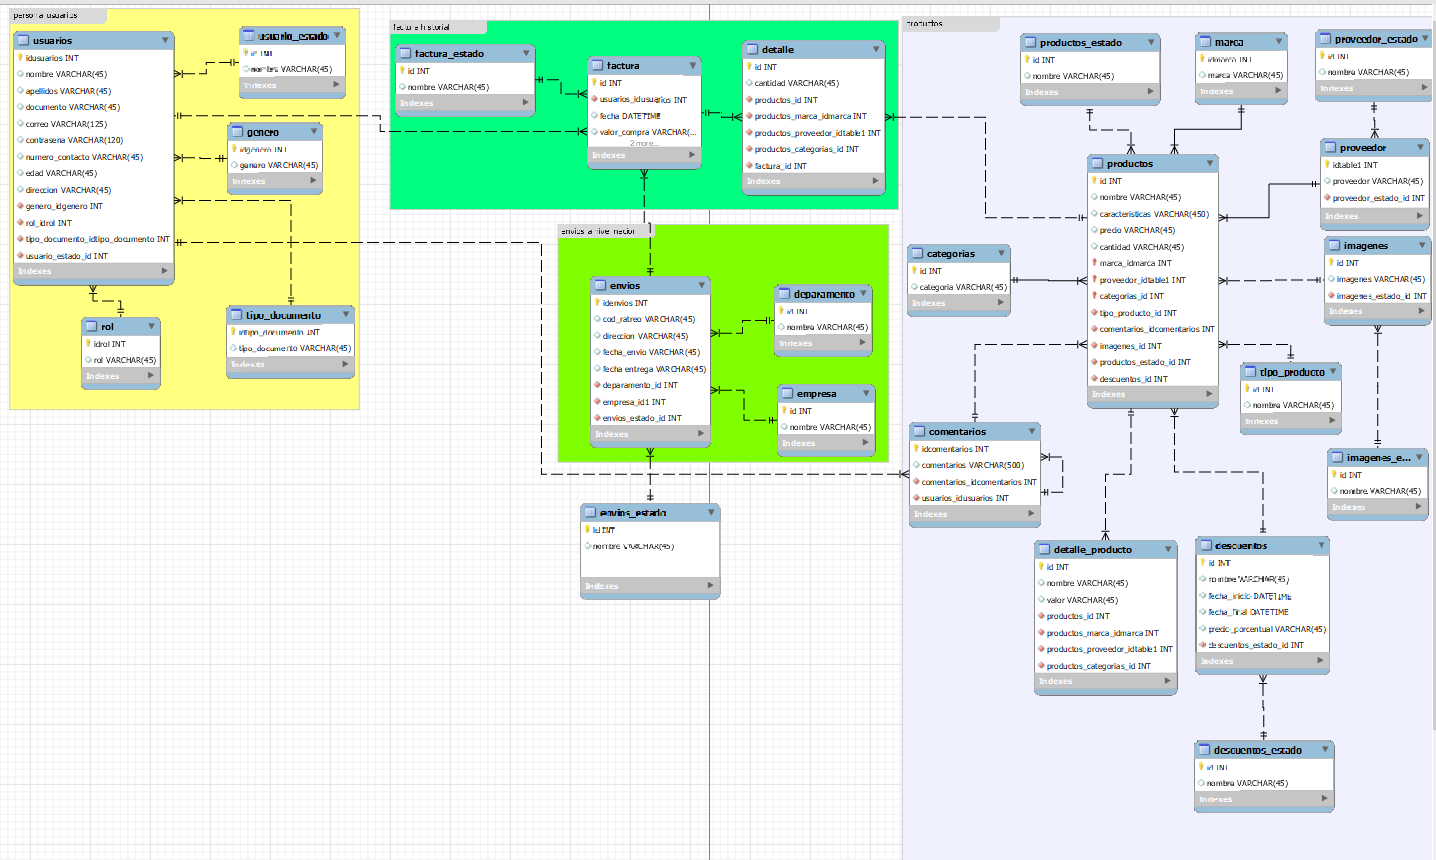 persona usuarios
usuarios
idusuarios INT
nombre VARCHAR(45)
apellidos VARCHAR(45)
documento VARCHAR(45)
correo VARCHAR(125)
contrasena VARCHAR(120)
numero_contacto VARCHAR(45)
edad VARCHAR(45)
direccion VARCHAR(45)
genero_idgenero INT
rol_idrol INT
tipo_documento_idtipo_documento INT
usuario_estado_id INT
Indexes
usuario_estado
id INT
nombre VARCHAR(45)
Indexes
genero
idgenero INT
genero VARCHAR(45)
Indexes
rol
idrol INT
rol VARCHAR(45)
Indexes
tipo_documento
idtipo_documento INT
tipo_documento VARCHAR(45)
Indexes
factura historial
factura_estado
id INT
nombre VARCHAR(45)
Indexes
factura
id INT
usuarios_idusuarios INT
fecha DATETIME
valor_compra VARCHAR(...
2 more...
Indexes
detalle
id INT
cantidad VARCHAR(45)
productos_id INT
productos_marca_idmarca INT
productos_proveedor_idtable1 INT
productos_categorias_id INT
factura_id INT
Indexes
envios a nivel nacion
envios
idenvios INT
cod_ratreo VARCHAR(45)
direccion VARCHAR(45)
fecha_envio VARCHAR(45)
fecha entrega VARCHAR(45)
deparamento_id INT
empresa_id1 INT
envios_estado_id INT
Indexes
deparamento
id INT
nombre VARCHAR(45)
Indexes
empresa
id INT
nombre VARCHAR(45)
Indexes
envios_estado
id INT
nombre VARCHAR(45)
Indexes
productos
productos_estado
id INT
nombre VARCHAR(45)
Indexes
marca
idmarca INT
marca VARCHAR(45)
Indexes
proveedor_estado
id INT
nombre VARCHAR(45)
Indexes
productos
id INT
nombre VARCHAR(45)
caracteristicas VARCHAR(450)
precio VARCHAR(45)
cantidad VARCHAR(45)
marca_idmarca INT
proveedor_idtable1 INT
categorias_id INT
tipo_producto_id INT
comentarios_idcomentarios INT
imagenes_id INT
productos_estado_id INT
descuentos_id INT
Indexes
proveedor
idtable1 INT
proveedor VARCHAR(45)
proveedor_estado_id INT
Indexes
categorias
id INT
categoria VARCHAR(45)
Indexes
imagenes
id INT
imagenes VARCHAR(45)
imagenes_estado_id INT
Indexes
tipo_producto
id INT
nombre VARCHAR(45)
Indexes
comentarios
idcomentarios INT
comentarios VARCHAR(500)
comentarios_idcomentarios INT
usuarios_idusuarios INT
Indexes
imagenes_e...
id INT
nombre VARCHAR(45)
Indexes
detalle_producto
id INT
nombre VARCHAR(45)
valor VARCHAR(45)
productos_id INT
productos_marca_idmarca INT
productos_proveedor_idtable1 INT
productos_categorias_id INT
Indexes
descuentos
id INT
nombre VARCHAR(45)
fecha_inicio DATETIME
fecha_final DATETIME
precio_porcentual VARCHAR(45)
descuentos_estado_id INT
Indexes
descuentos_estado
id INT
nombre VARCHAR(45)
Indexes